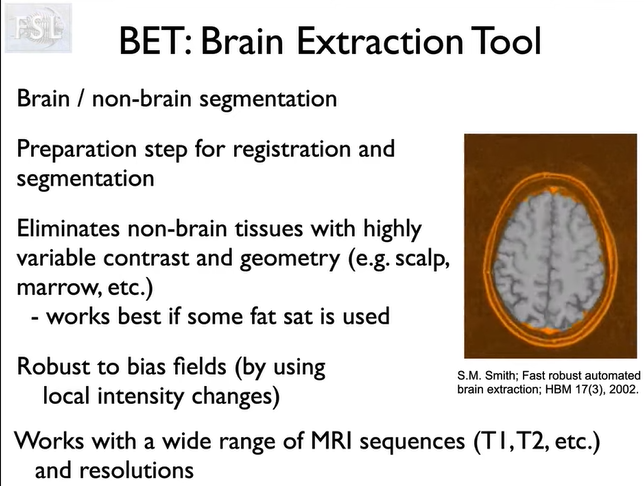 FSL
BET: Brain Extraction Tool
Brain / non-brain segmentation
Preparation step for registration and
segmentation
Eliminates non-brain tissues with highly
variable contrast and geometry (e.g. scalp,
marrow, etc.)
- works best if some fat sat is used
Robust to bias fields (by using
local intensity changes)
S.M. Smith; Fast robust automated
brain extraction; HBM 17(3), 2002.
Works with a wide range of MRI sequences (T1,T2, etc.)
and resolutions